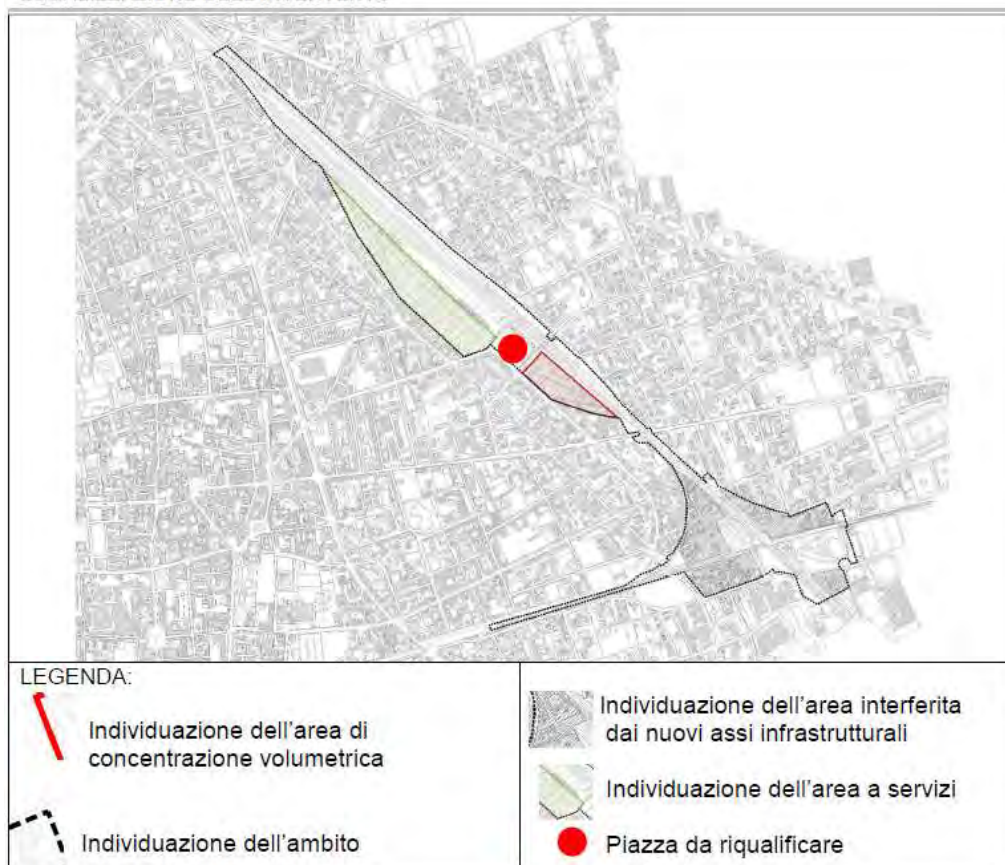 LEGENDA:
Individuazione dell'area di
concentrazione volumetrica
Individuazione dell'ambito
Individuazione dell'area interferita
dai nuovi assi infrastrutturali
Individuazione dell'area a servizi
Piazza da riqualificare